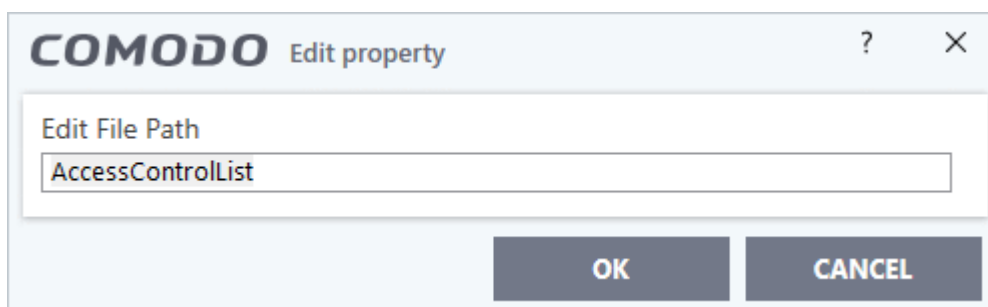 COMODO Edit property ?
Edit File Path
AccessControlList
OK CANCEL